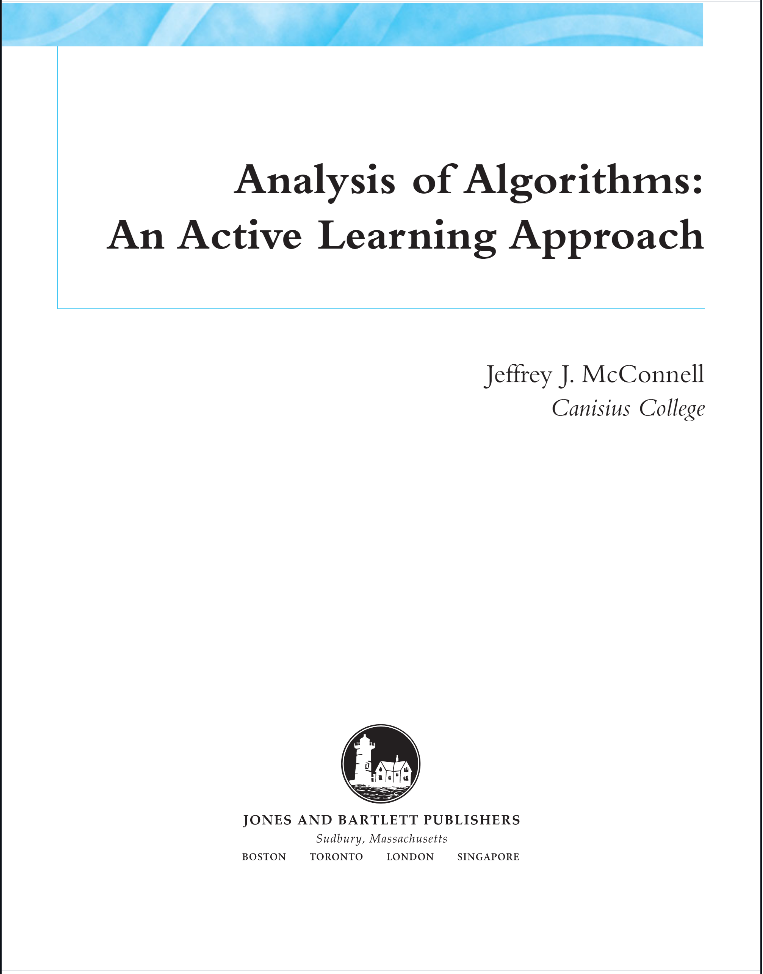 Analysis of Algorithms:
An Active Learning Approach
Jeffrey J. McConnell
Canisius College
JONES AND BARTLETT PUBLISHERS
Sudbury, Massachusetts
BOSTON TORONTO LONDON SINGAPORE